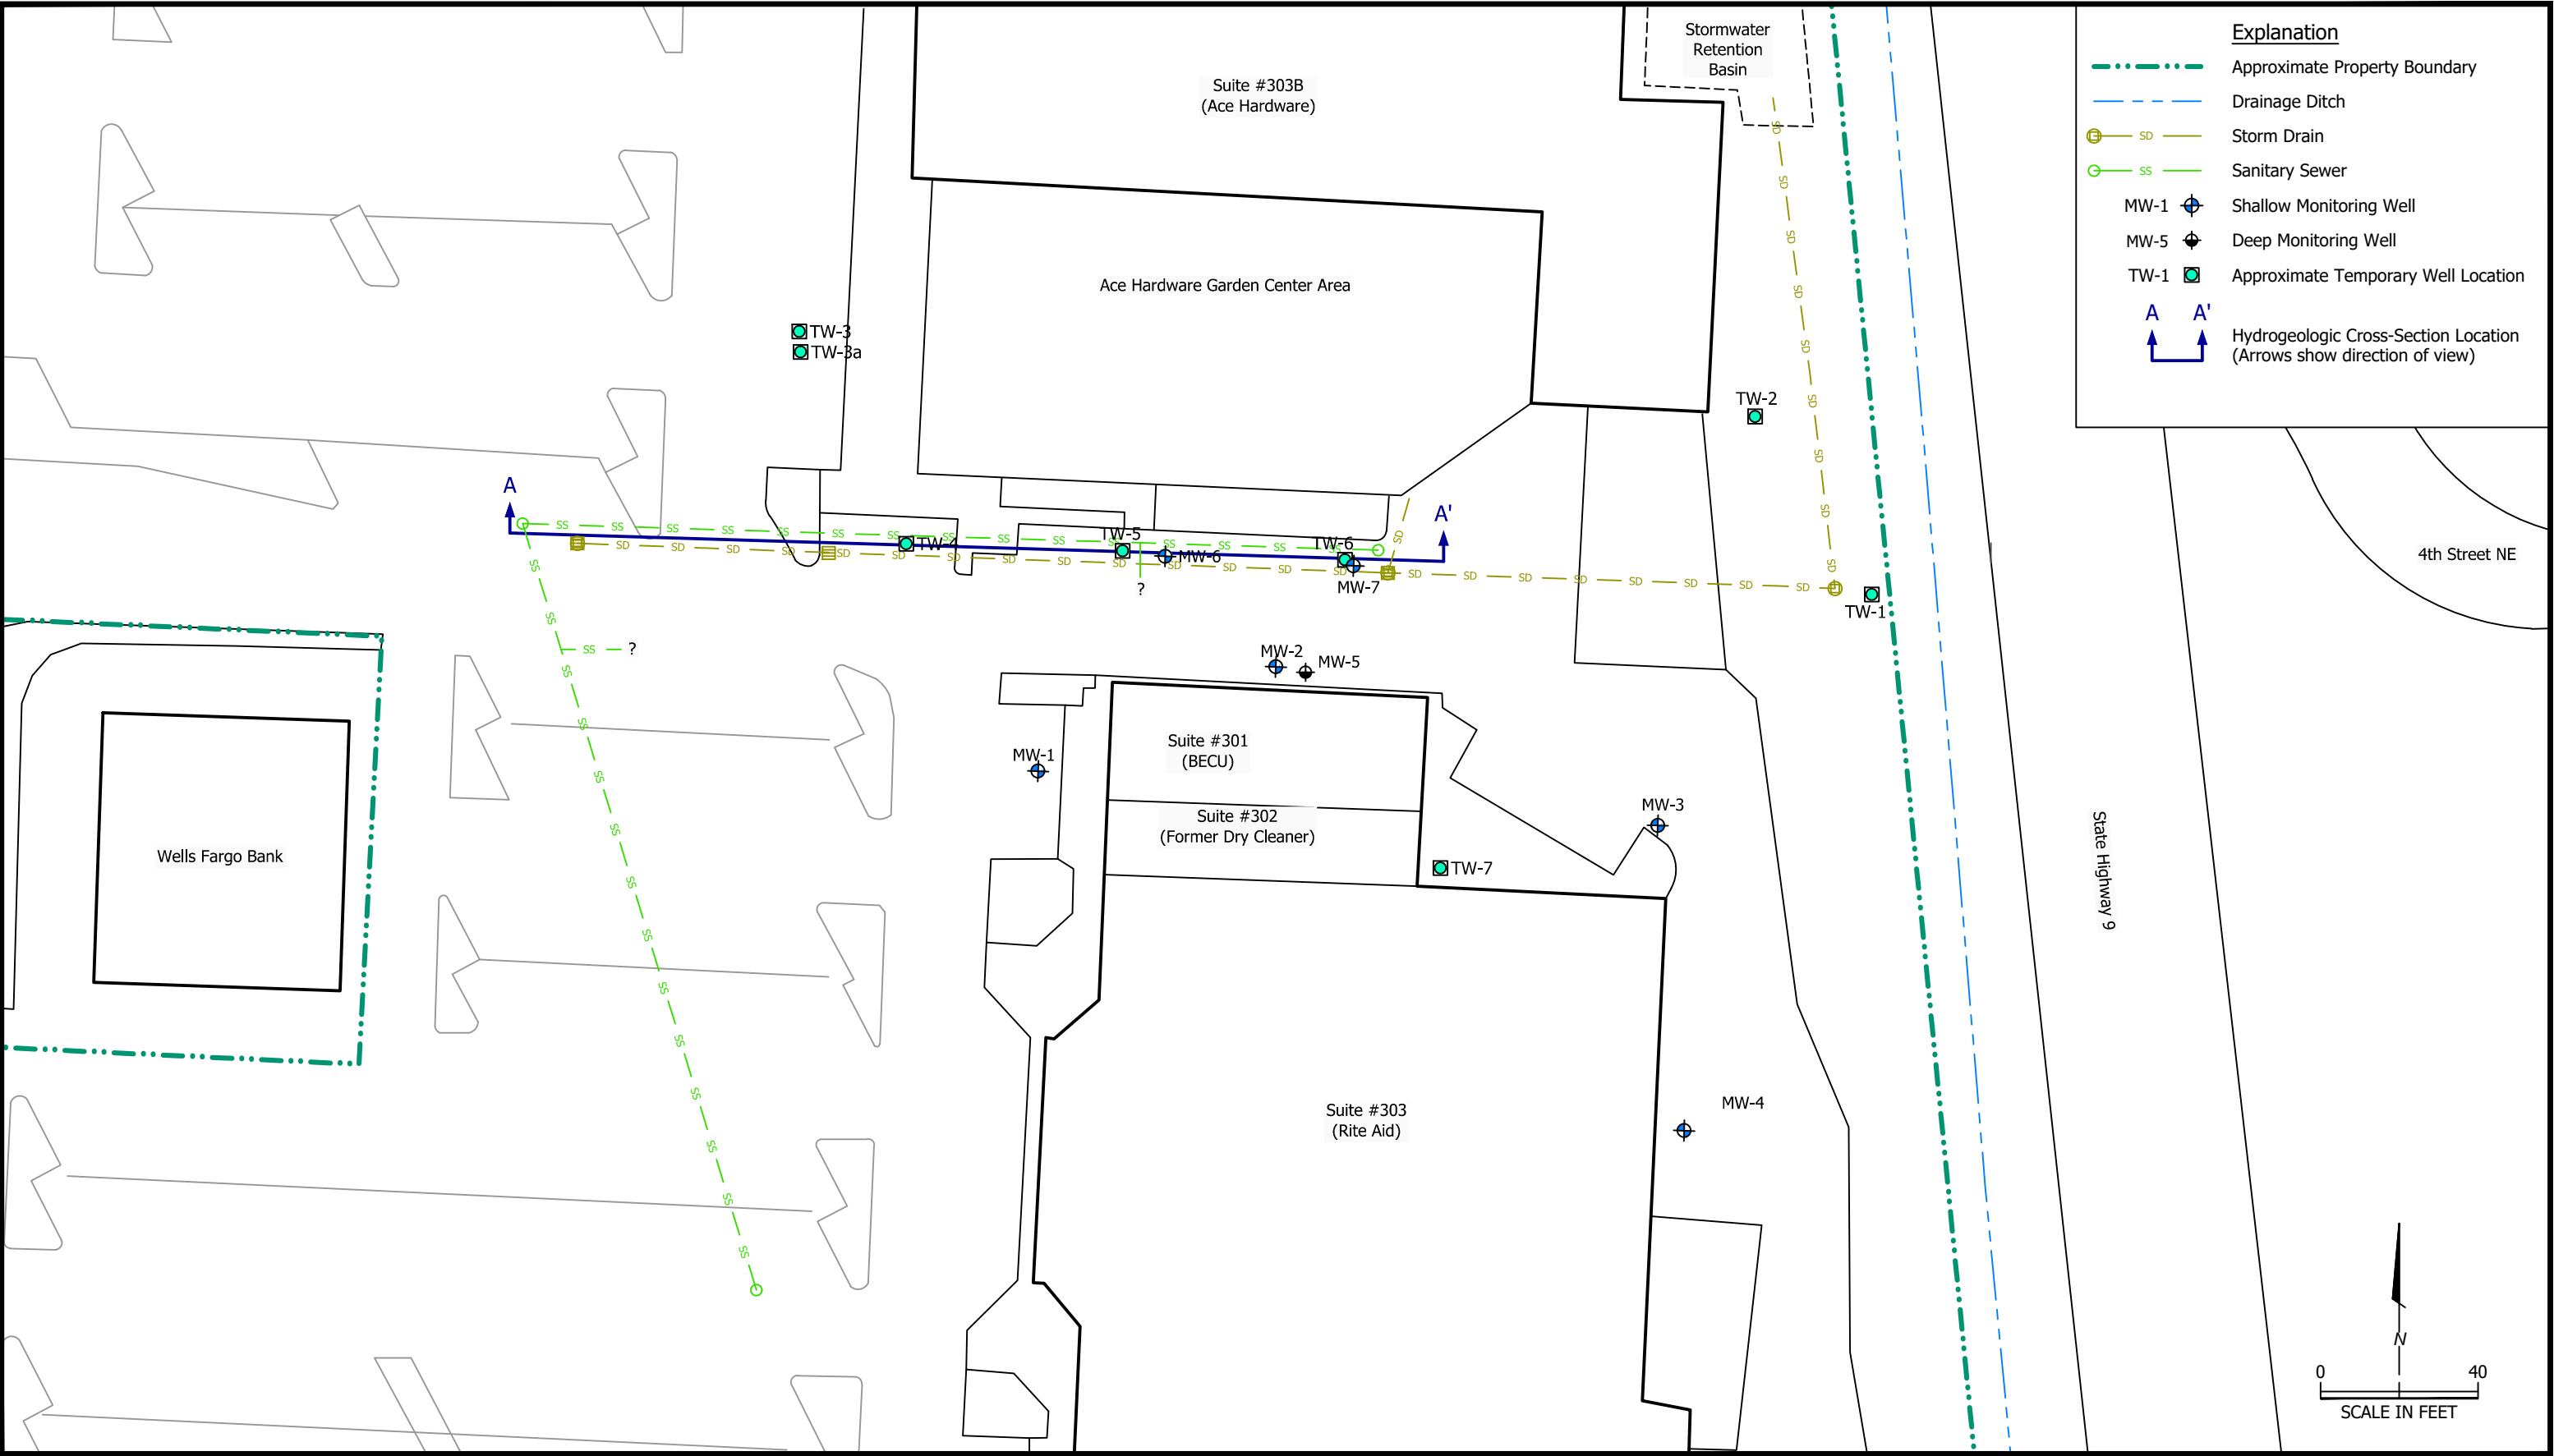 Stormwater
Retention
Basin
Suite #303B
(Ace Hardware)
Explanation
Approximate Property Boundary
Drainage Ditch
SD
Storm Drain
SS
Sanitary Sewer
MW-1
Shallow Monitoring Well
MW-5
Deep Monitoring Well
TW-1
Approximate Temporary Well Location
A
A'
Hydrogeologic Cross-Section Location
(Arrows show direction of view)
Ace Hardware Garden Center Area
TW-3
TW-3a
TW-2
A
A'
TW-4
TW-5
MW-6
TW-6
MW-7
?
TW-1
4th Street NE
SS
?
MW-2
MW-5
MW-1
Suite #301
(BECU)
Suite #302
(Former Dry Cleaner)
MW-3
TW-7
Wells Fargo Bank
State Highway 9
Suite #303
(Rite Aid)
MW-4
N
0
40
SCALE IN FEET